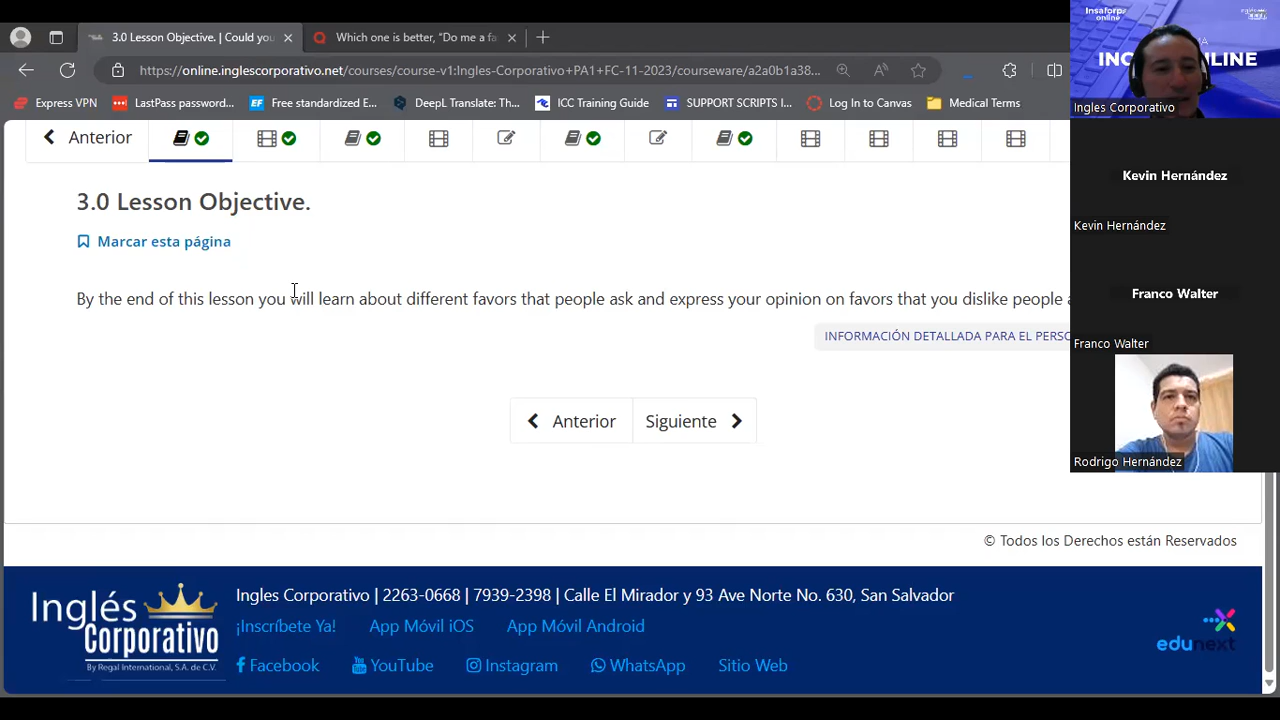 3.0 Lesson Objective. | Could you
Which one is better, "Do me a fa
https://online.inglescorporativo.net/courses/course-v1:Ingles-Corporativo+PA1+FC-11-2023/courseware/a2a0b1a38...
Express VPN
LastPass password...
EF Free standardized E...
DeepL Translate: Th...
ICC Training Guide
SUPPORT SCRIPTS I...
Log In to Canvas
Medical Terms
Anterior
3.0 Lesson Objective.
Marcar esta página
By the end of this lesson you will learn about different favors that people ask and express your opinion on favors that you dislike people
INFORMACIÓN DETALLADA PARA EL PERSO
Anterior
Siguiente
© Todos los Derechos están Reservados
Inglés Corporativo
By Regal International, S.A. de C.V.
Ingles Corporativo | 2263-0668 | 7939-2398 | Calle El Mirador y 93 Ave Norte No. 630, San Salvador
¡Inscríbete Ya!
App Móvil iOS
App Móvil Android
Facebook
YouTube
Instagram
WhatsApp
Sitio Web
edunext
Insaforp
online
LINE
Ingles Corporativo
Kevin Hernández
Kevin Hernández
Franco Walter
Franco Walter
Rodrigo Hernández